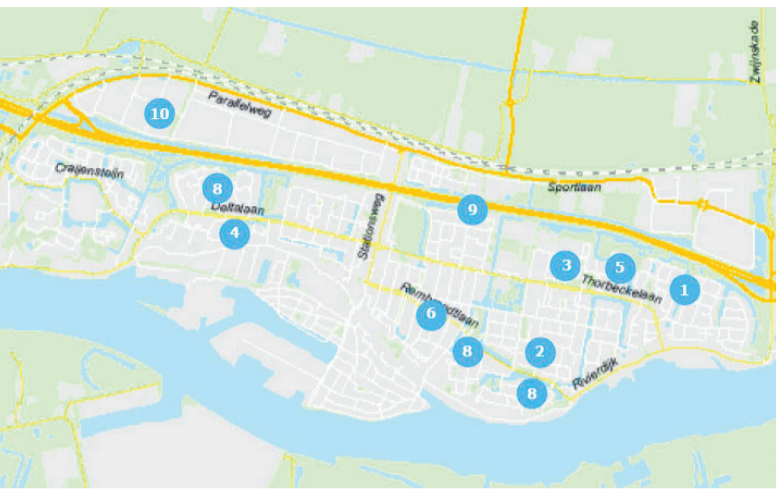 Zwijnskade
Parallelweg
10
Craijensteijn
8
Deltalaan
Sportlaan
9
Stationsweg
4
3
5
Thorbeckelaan
1
Rembrandtlaan
6
8
2
Rivierdijk
8